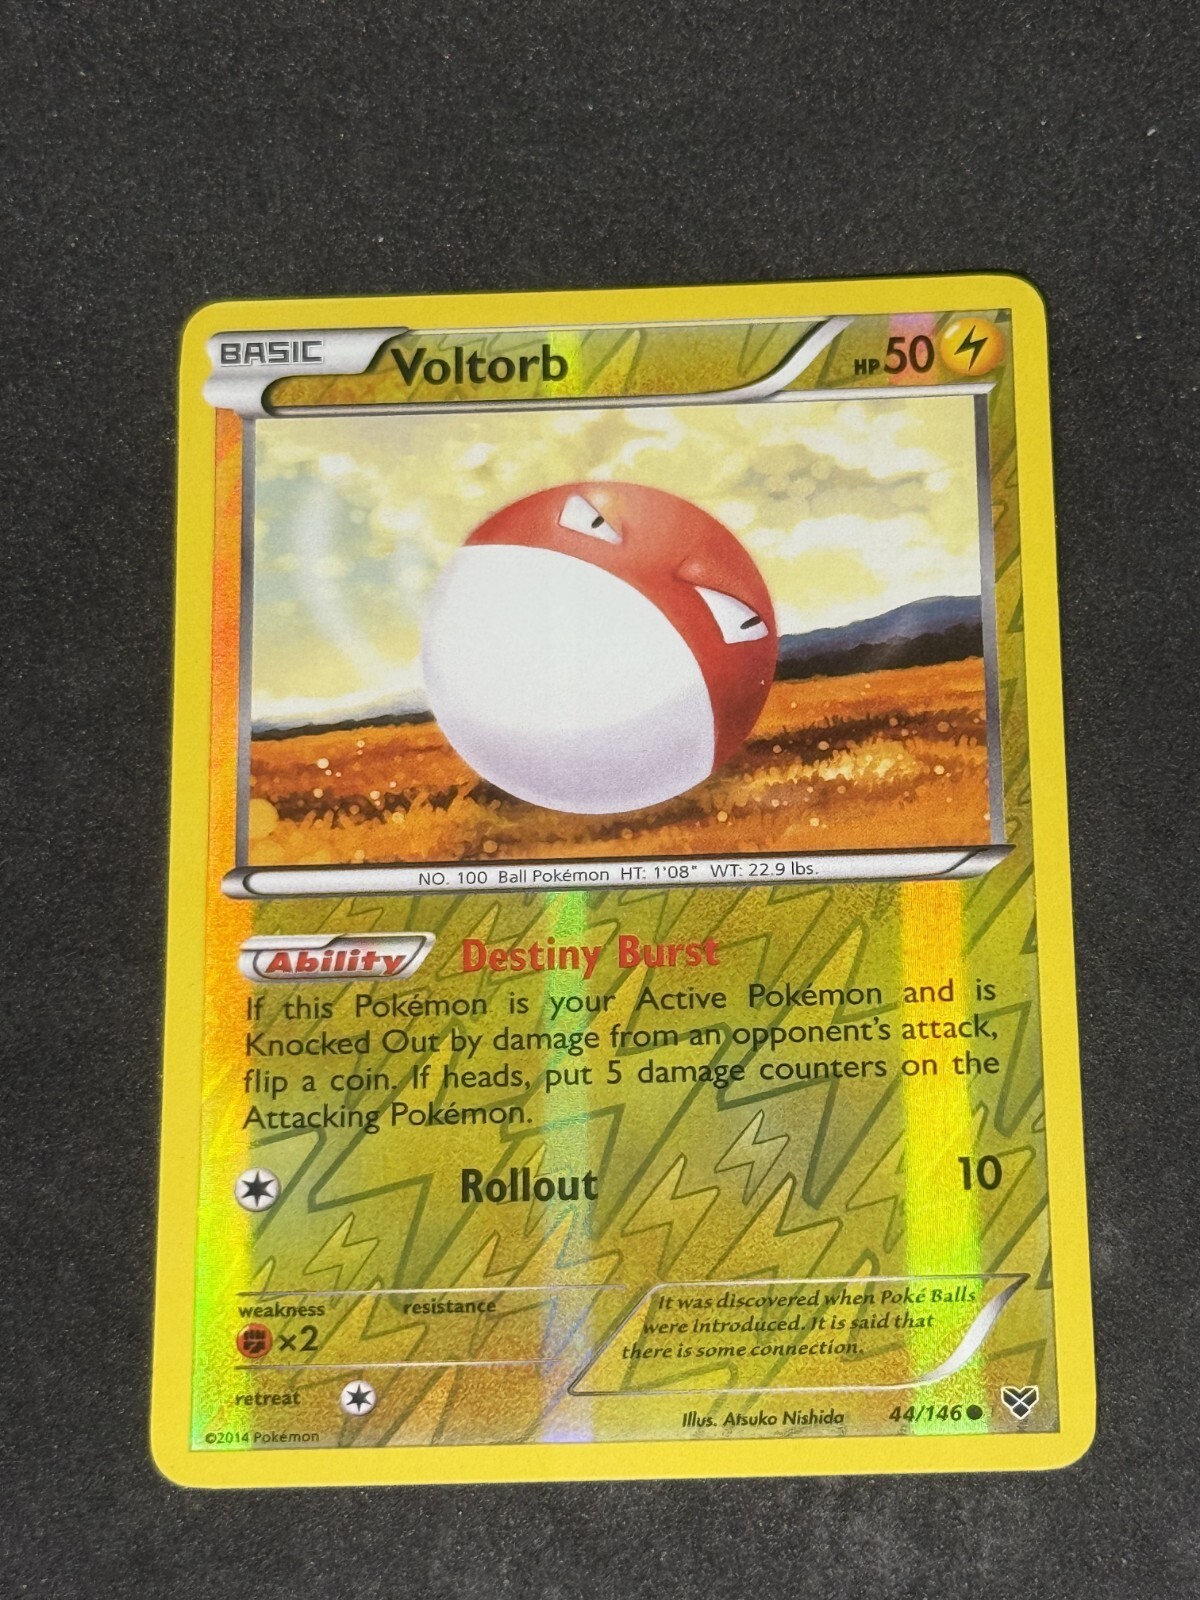 BASIC Voltorb HP 50
NO. 100 Ball Pokémon HT: 1'08" WT: 22.9 lbs.
Ability Destiny Burst
If this Pokémon is your Active Pokémon and is
Knocked Out by damage from an opponent's attack,
flip a coin. If heads, put 5 damage counters on the
Attacking Pokémon.
Rollout 10
weakness resistance
×2
It was discovered when Poké Balls
were introduced. It is said that
there is some connection.
retreat
Illus. Atsuko Nishida 44/146
©2014 Pokémon